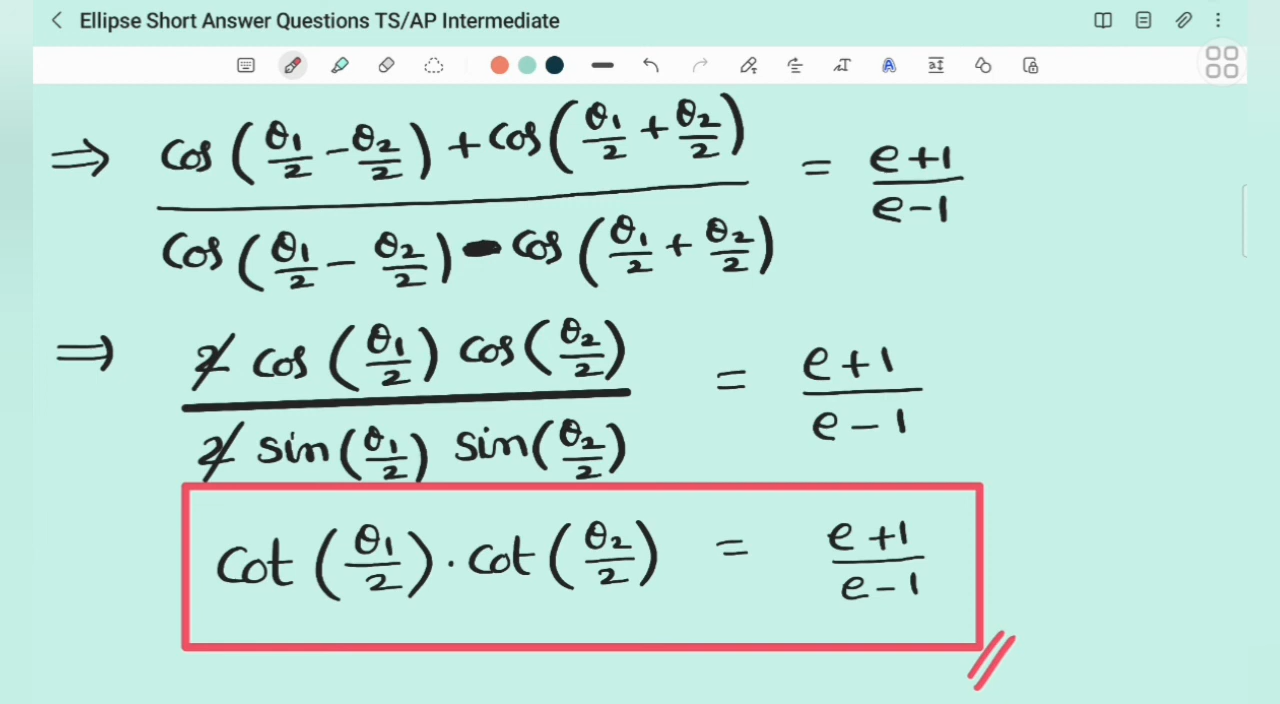 Ellipse Short Answer Questions TS/AP Intermediate
⇒ cos(θ₁/2 − θ₂/2) + cos(θ₁/2 + θ₂/2) / cos(θ₁/2 − θ₂/2) − cos(θ₁/2 + θ₂/2) = e+1 / e−1
⇒ 2 cos(θ₁/2) cos(θ₂/2) / 2 sin(θ₁/2) sin(θ₂/2) = e+1 / e−1
cot(θ₁/2) · cot(θ₂/2) = e+1 / e−1